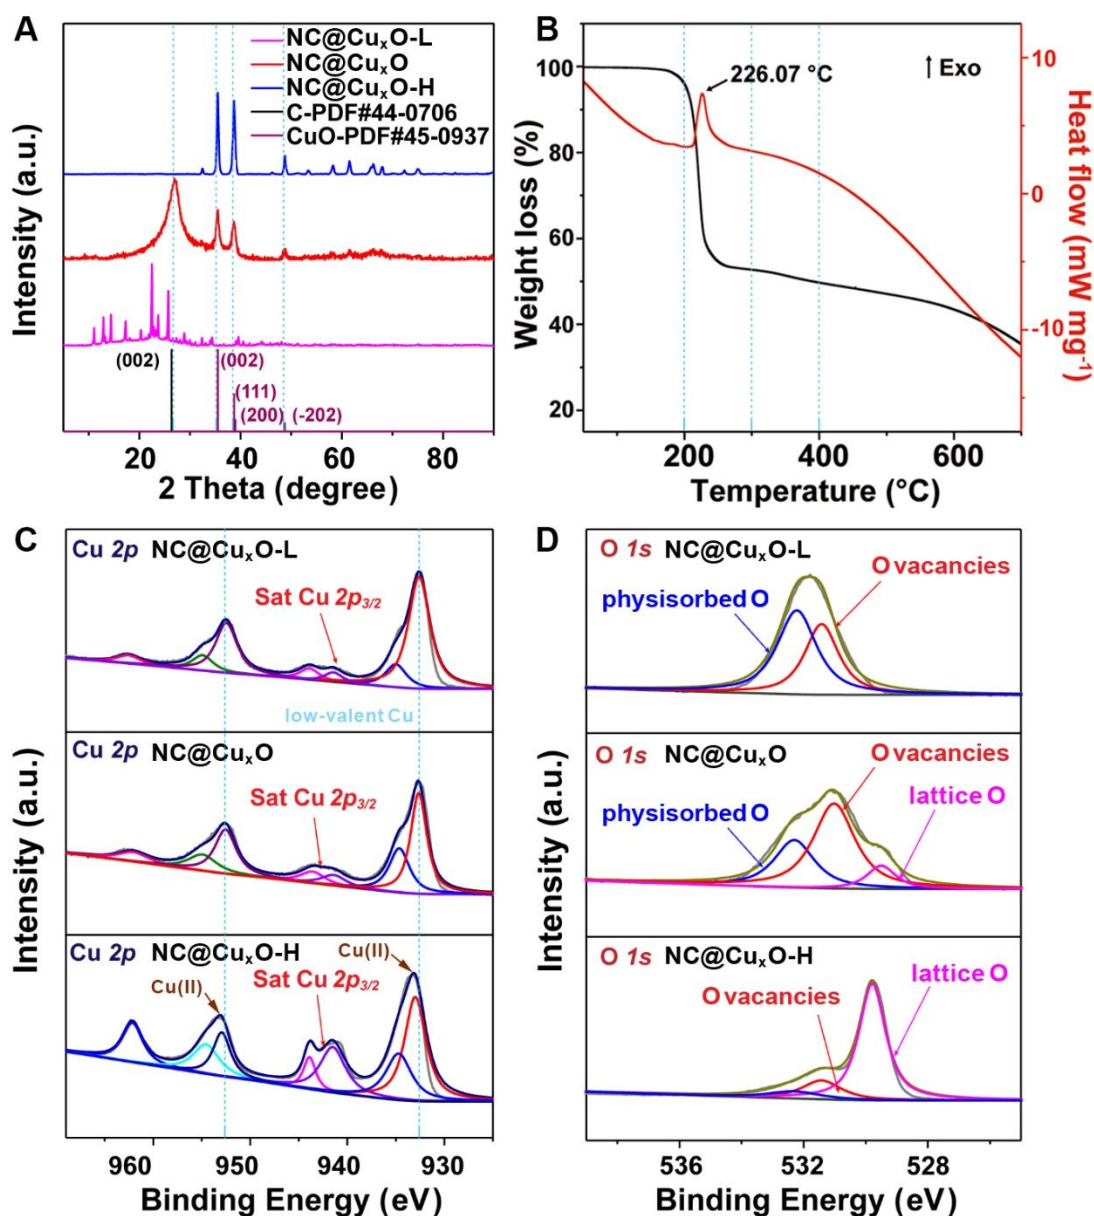 A
Intensity (a.u.)
NC@CuₓO-L
NC@CuₓO
NC@CuₓO-H
C-PDF#44-0706
CuO-PDF#45-0937
(002)
(002)
(111)
(200)
(-202)
20
40
60
80
2 Theta (degree)
B
Weight loss (%)
100
80
60
40
20
226.07 °C
↑ Exo
10
0
-10
Heat flow (mW mg⁻¹)
200
400
600
Temperature (°C)
C
Intensity (a.u.)
Cu 2p NC@CuₓO-L
Sat Cu 2p₃/₂
low-valent Cu
Cu 2p NC@CuₓO
Sat Cu 2p₃/₂
Cu 2p NC@CuₓO-H
Cu(II)
Sat Cu 2p₃/₂
Cu(II)
960
950
940
930
Binding Energy (eV)
D
Intensity (a.u.)
O 1s NC@CuₓO-L
O vacancies
physisorbed O
O 1s NC@CuₓO
O vacancies
lattice O
physisorbed O
O 1s NC@CuₓO-H
lattice O
O vacancies
536
532
528
Binding Energy (eV)